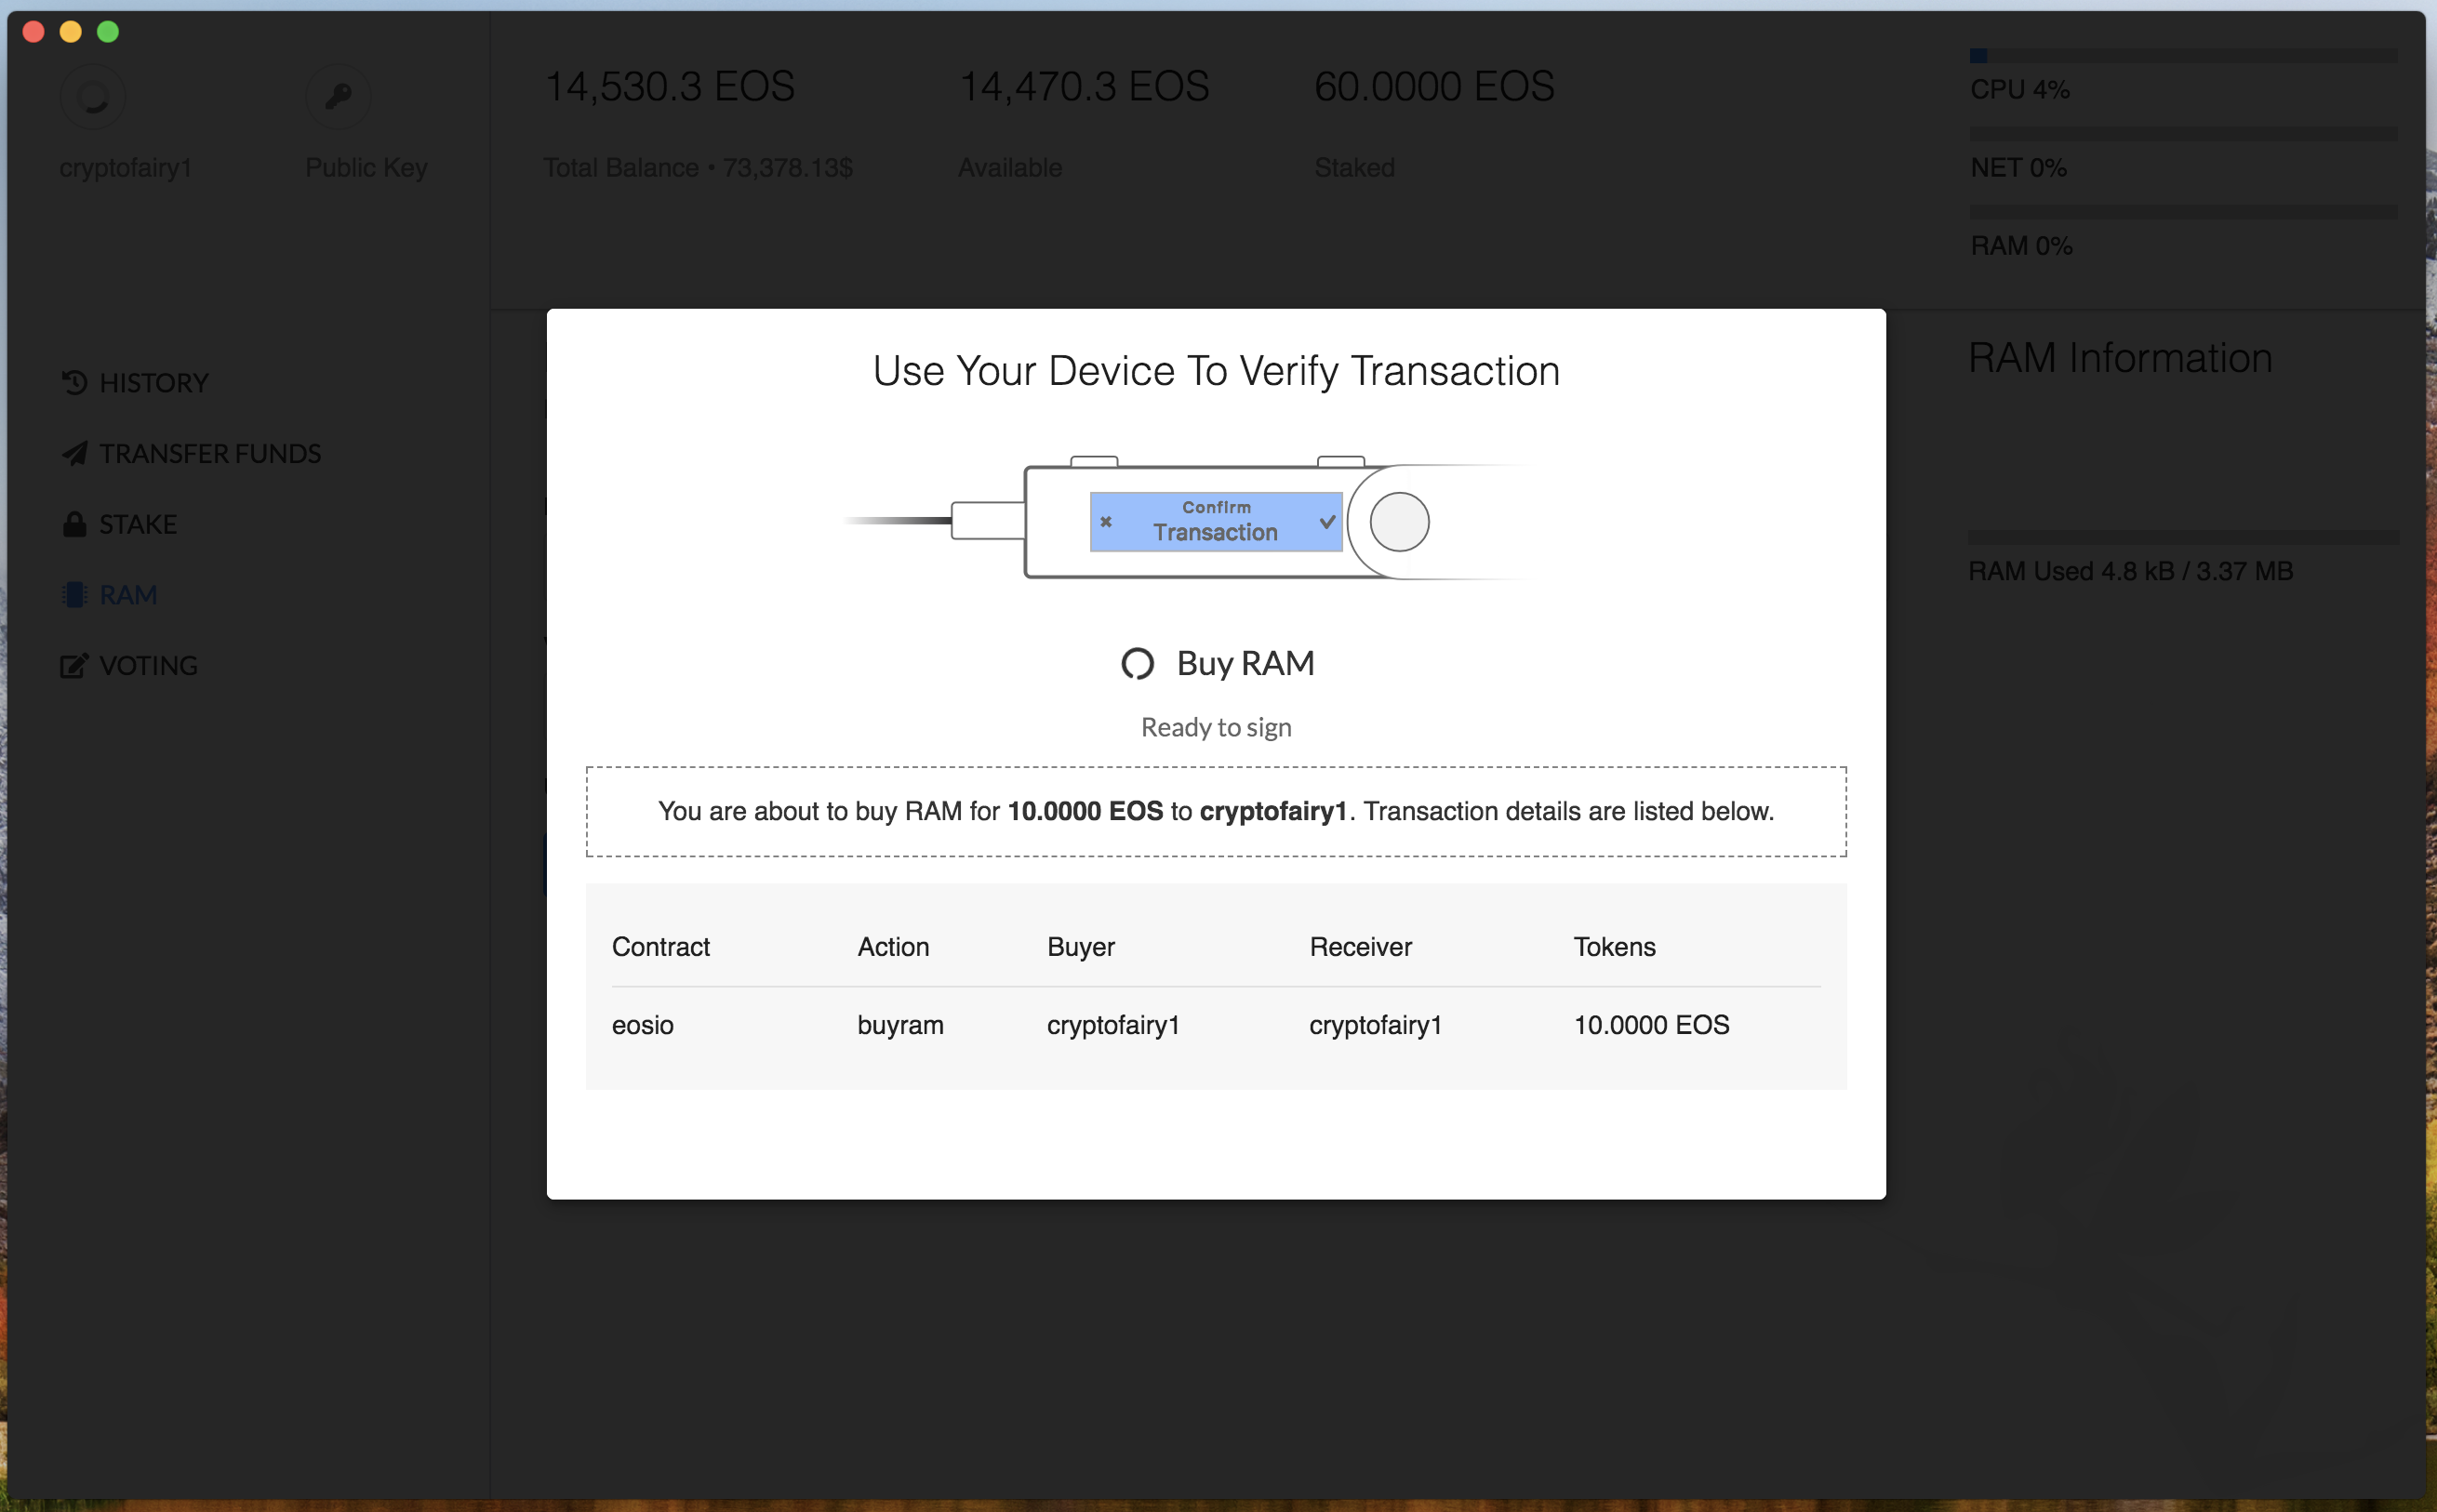 14,530.3 EOS
14,470.3 EOS
60.0000 EOS
cryptofairy1
Public Key
Total Balance • 73,378.13$
Available
Staked
CPU 4%
NET 0%
RAM 0%
HISTORY
TRANSFER FUNDS
STAKE
RAM
VOTING
Use Your Device To Verify Transaction
Confirm
Transaction
Buy RAM
Ready to sign
You are about to buy RAM for 10.0000 EOS to cryptofairy1. Transaction details are listed below.
Contract Action Buyer Receiver Tokens
eosio buyram cryptofairy1 cryptofairy1 10.0000 EOS
RAM Information
RAM Used 4.8 kB / 3.37 MB